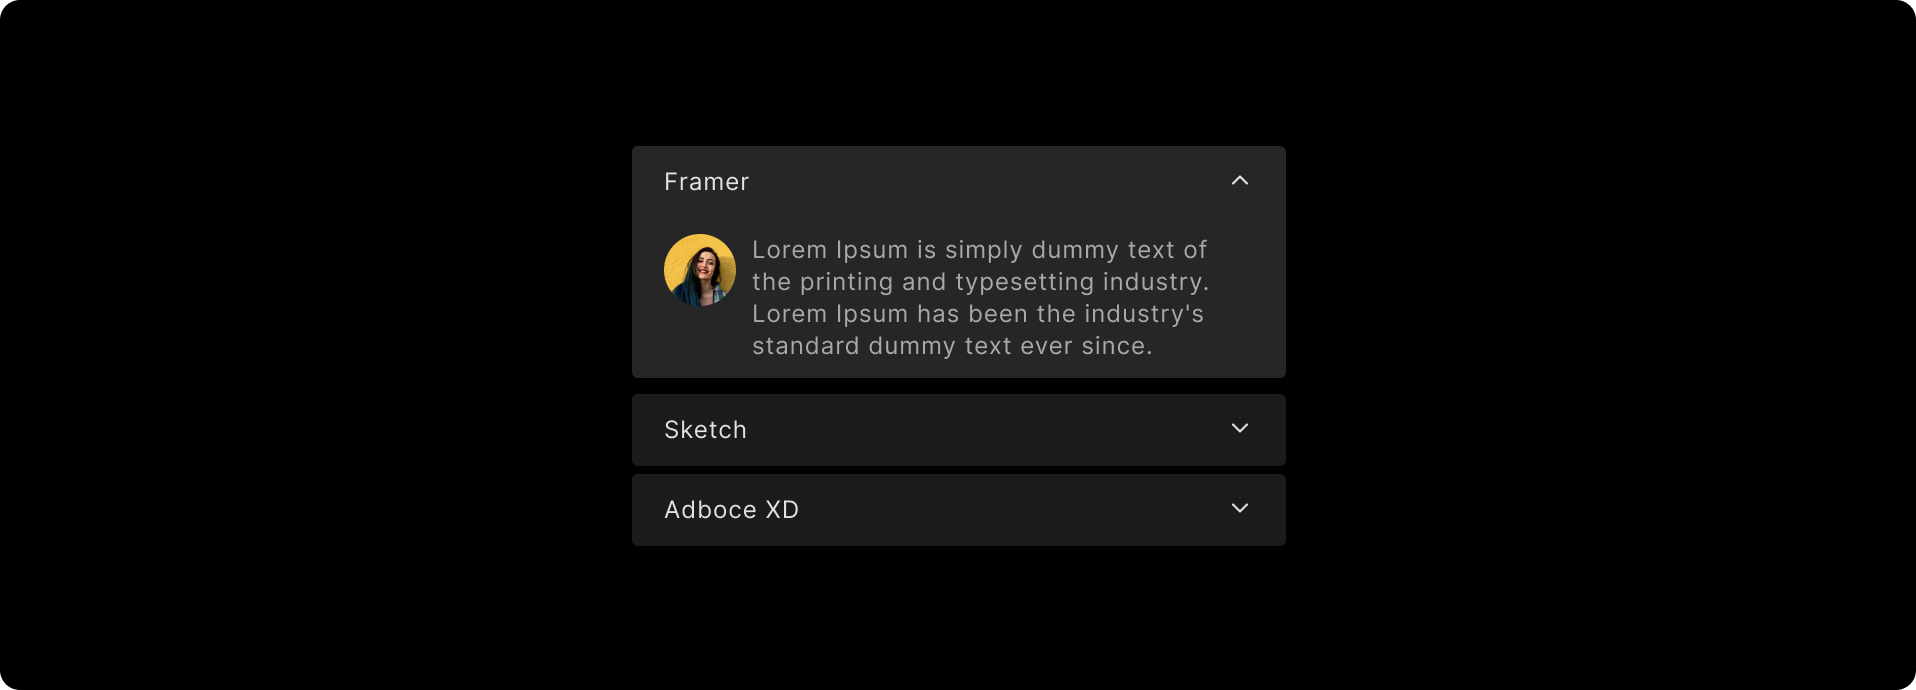 Framer
Lorem Ipsum is simply dummy text of
the printing and typesetting industry.
Lorem Ipsum has been the industry's
standard dummy text ever since.
Sketch
Adboce XD